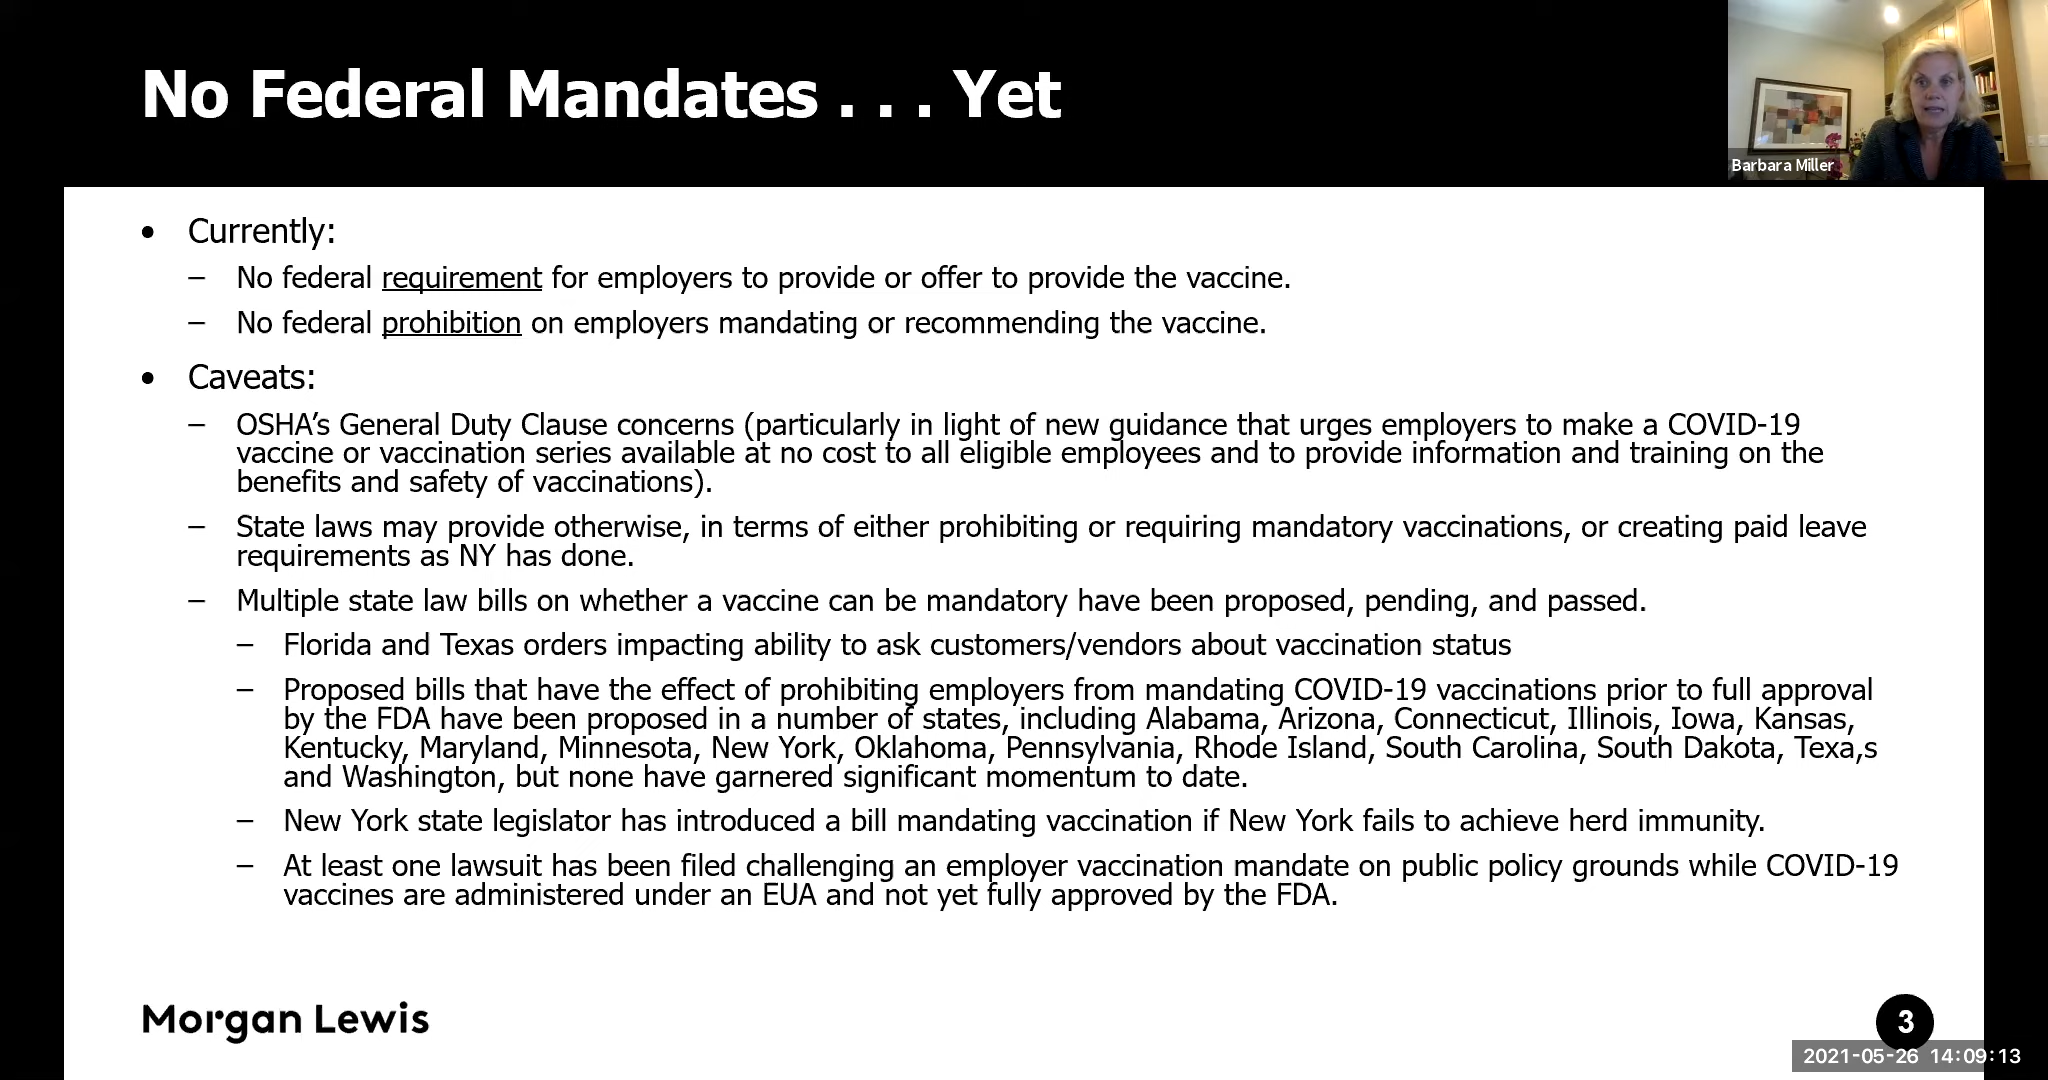 No Federal Mandates . . . Yet
Barbara Miller
• Currently:
– No federal requirement for employers to provide or offer to provide the vaccine.
– No federal prohibition on employers mandating or recommending the vaccine.
• Caveats:
– OSHA’s General Duty Clause concerns (particularly in light of new guidance that urges employers to make a COVID-19
vaccine or vaccination series available at no cost to all eligible employees and to provide information and training on the
benefits and safety of vaccinations).
– State laws may provide otherwise, in terms of either prohibiting or requiring mandatory vaccinations, or creating paid leave
requirements as NY has done.
– Multiple state law bills on whether a vaccine can be mandatory have been proposed, pending, and passed.
– Florida and Texas orders impacting ability to ask customers/vendors about vaccination status
– Proposed bills that have the effect of prohibiting employers from mandating COVID-19 vaccinations prior to full approval
by the FDA have been proposed in a number of states, including Alabama, Arizona, Connecticut, Illinois, Iowa, Kansas,
Kentucky, Maryland, Minnesota, New York, Oklahoma, Pennsylvania, Rhode Island, South Carolina, South Dakota, Texa,s
and Washington, but none have garnered significant momentum to date.
– New York state legislator has introduced a bill mandating vaccination if New York fails to achieve herd immunity.
– At least one lawsuit has been filed challenging an employer vaccination mandate on public policy grounds while COVID-19
vaccines are administered under an EUA and not yet fully approved by the FDA.
Morgan Lewis
3
2021-05-26 14:09:13